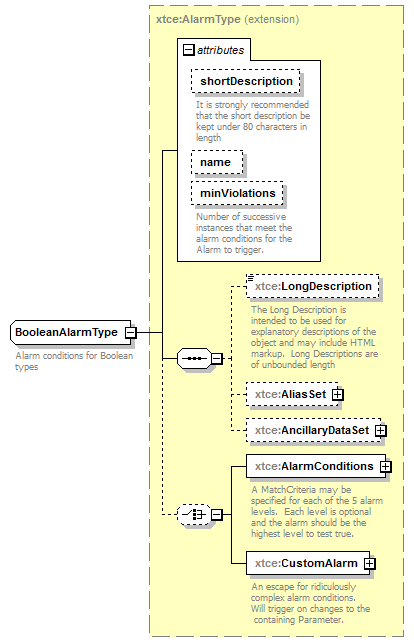 xtce:AlarmType (extension)
attributes
shortDescription
It is strongly recommended
that the short description be
kept under 80 characters in
length
name
minViolations
Number of successive
instances that meet the
alarm conditions for the
Alarm to trigger.
BooleanAlarmType
Alarm conditions for Boolean
types
xtce:LongDescription
The Long Description is
intended to be used for
explanatory descriptions of the
object and may include HTML
markup. Long Descriptions are
of unbounded length
xtce:AliasSet
xtce:AncillaryDataSet
xtce:AlarmConditions
A MatchCriteria may be
specified for each of the 5 alarm
levels. Each level is optional
and the alarm should be the
highest level to test true.
xtce:CustomAlarm
An escape for ridiculously
complex alarm conditions.
Will trigger on changes to the
containing Parameter.